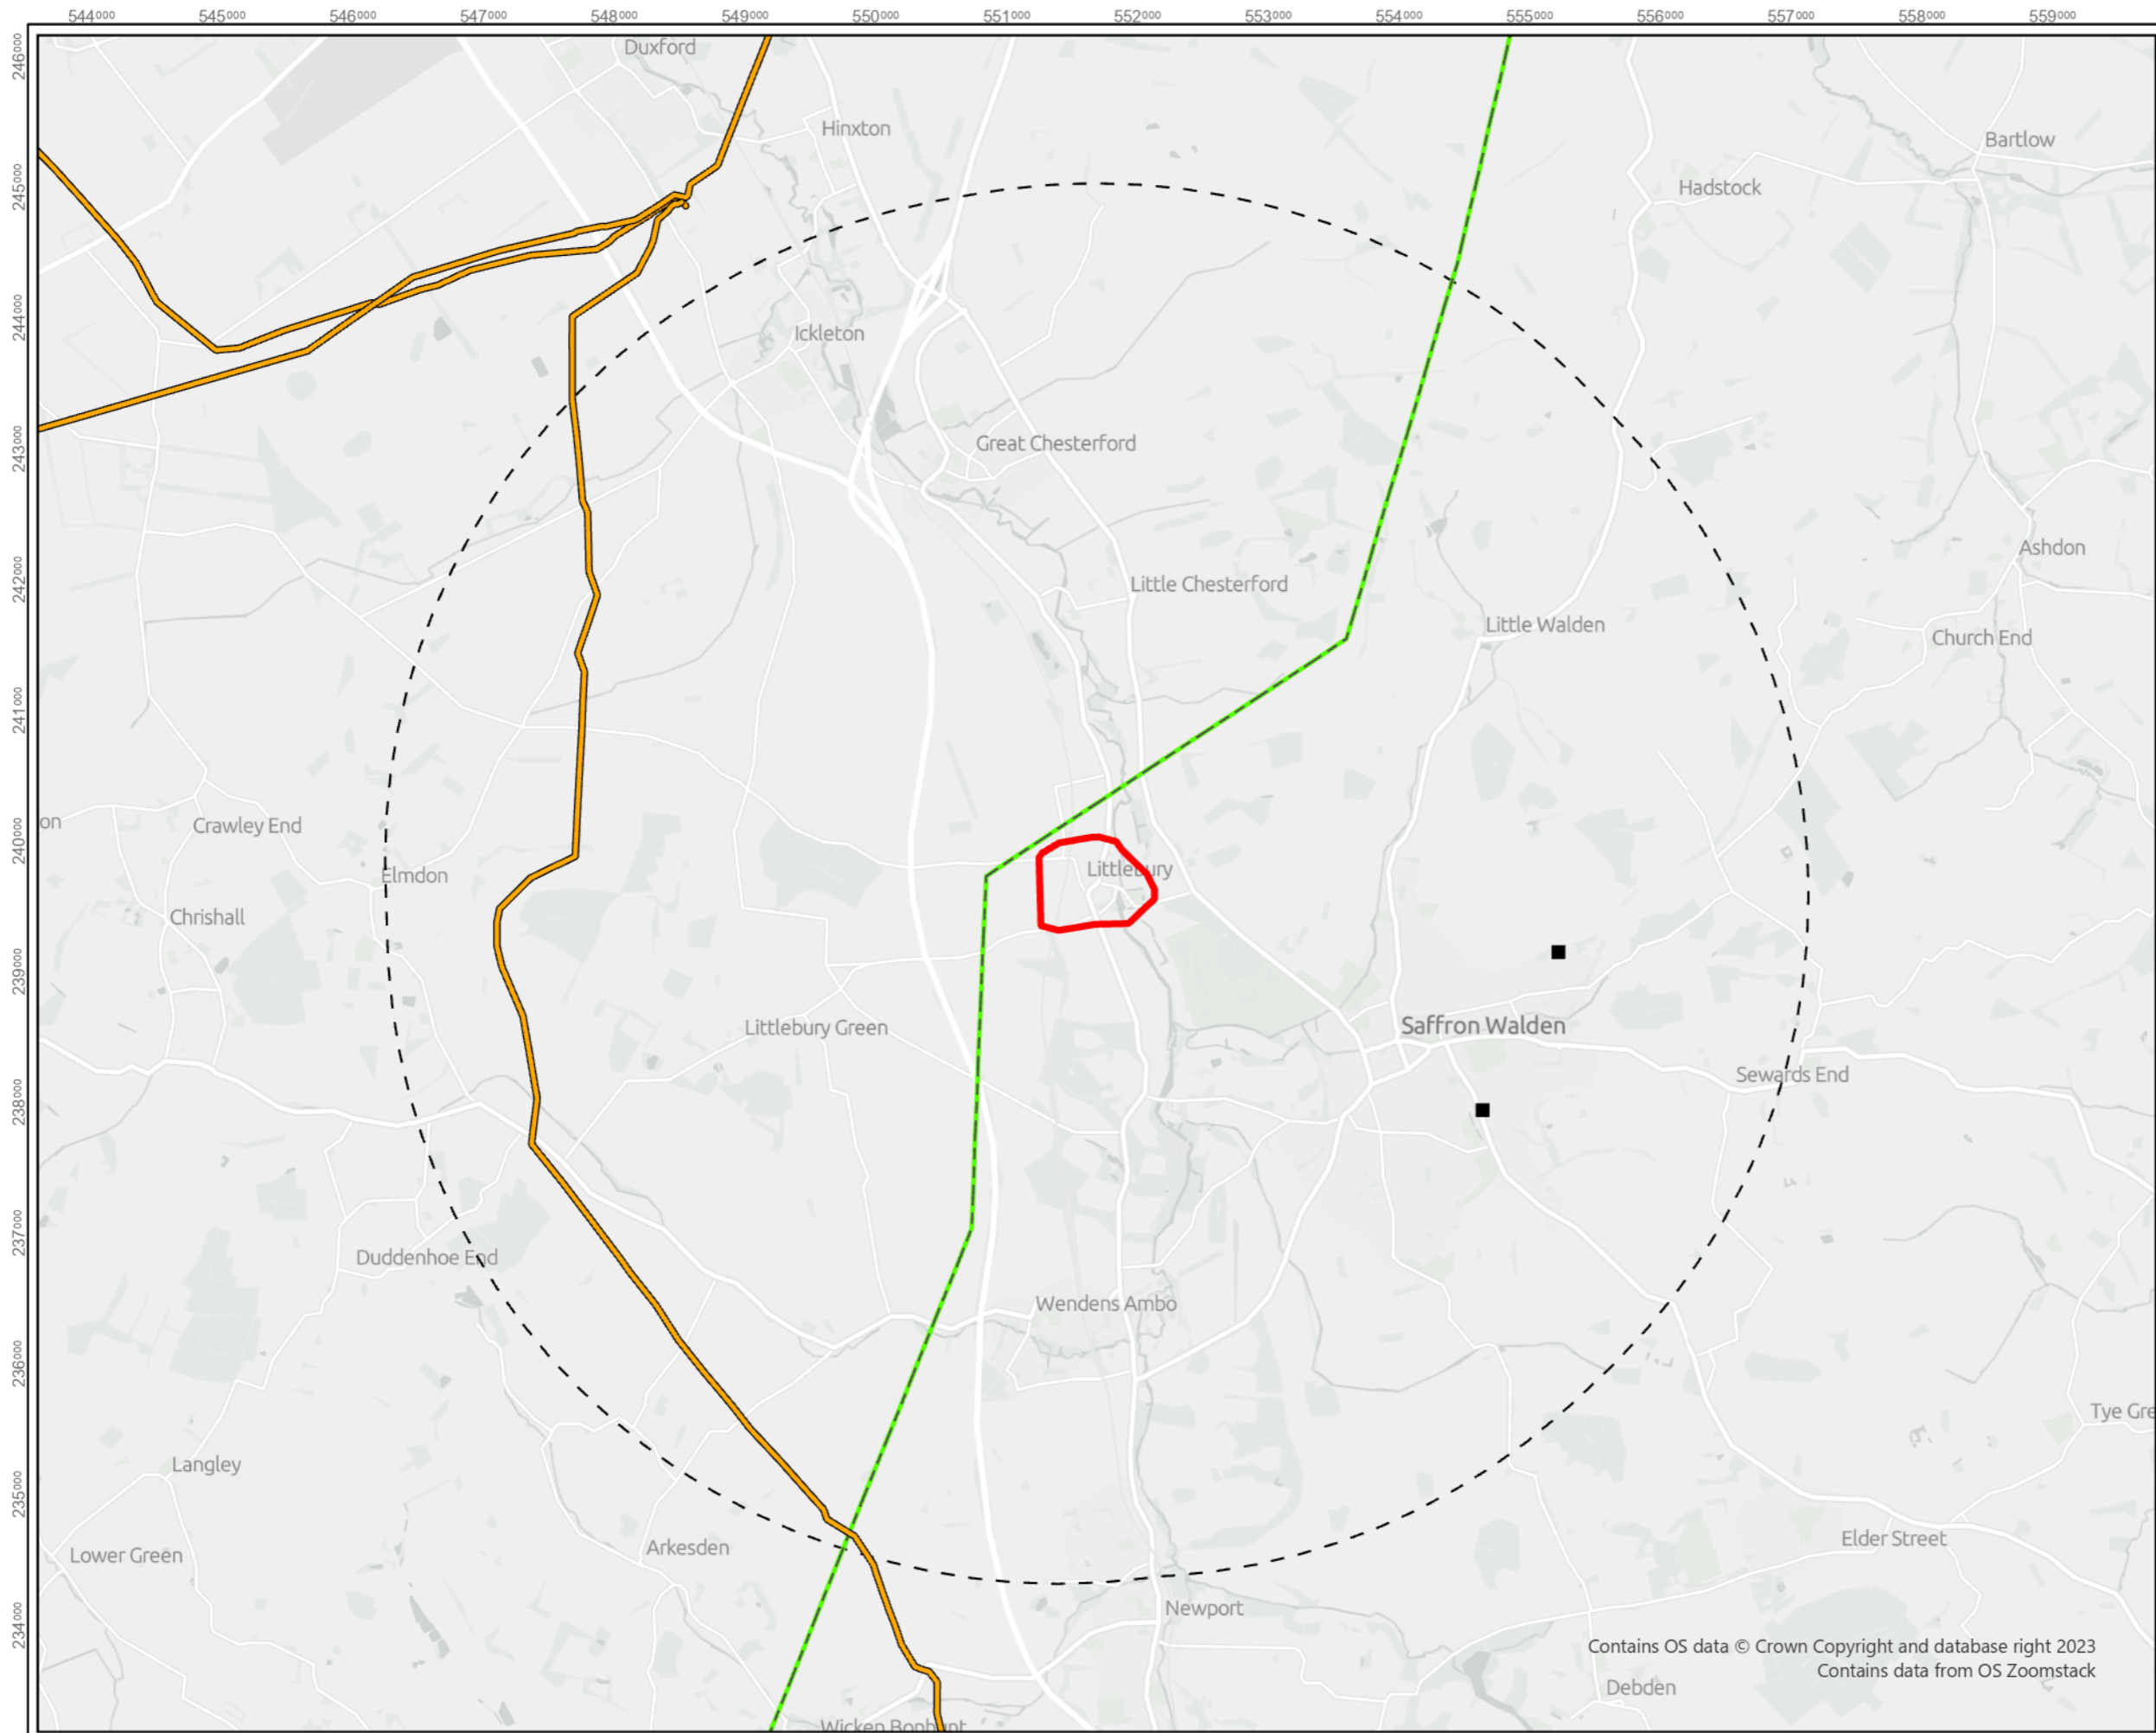 544000 545000 546000 547000 548000 549000 550000 551000 552000 553000 554000 555000 556000 557000 558000 559000
246000
245000
244000
243000
242000
241000
240000
239000
238000
237000
236000
235000
234000
Duxford
Hinxton
Bartlow
Hadstock
Ickleton
Great Chesterford
Ashdon
Little Chesterford
Little Walden
Church End
on
Crawley End
Elmdon
Littlebury
Chrishall
Littlebury Green
Saffron Walden
Sewards End
Duddenhoe End
Wendens Ambo
Tye Gre
Langley
Elder Street
Arkesden
Lower Green
Newport
Contains OS data © Crown Copyright and database right 2023
Contains data from OS Zoomstack
Debden
Wicken Bonhunt